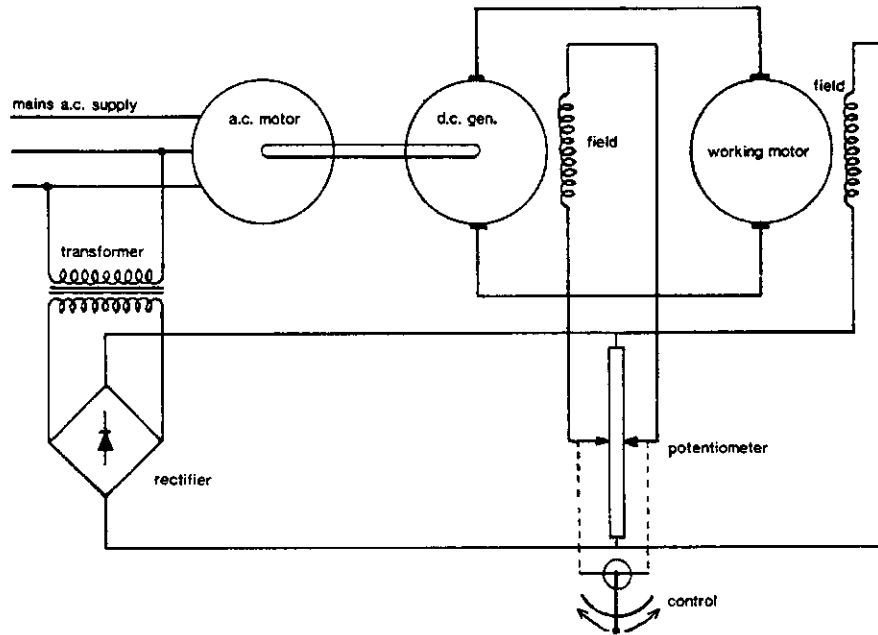 mains a.c. supply
a.c. motor
d.c. gen.
field
working motor
field
transformer
rectifier
potentiometer
control